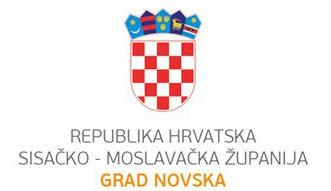 REPUBLIKA HRVATSKA
SISAČKO - MOSLAVAČKA ŽUPANIJA
GRAD NOVSKA